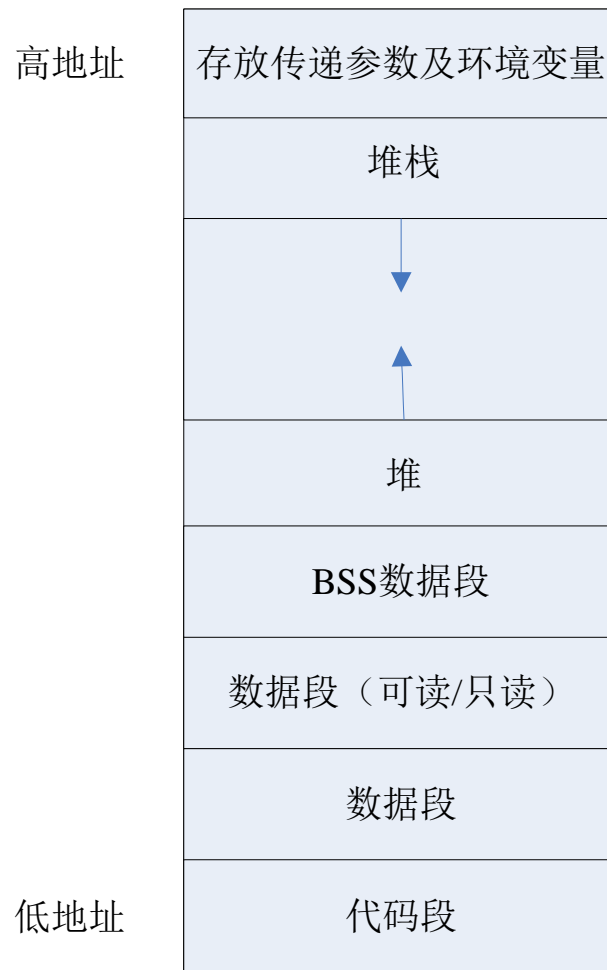 高地址
存放传递参数及环境变量
堆栈
堆
BSS数据段
数据段（可读/只读）
数据段
低地址
代码段